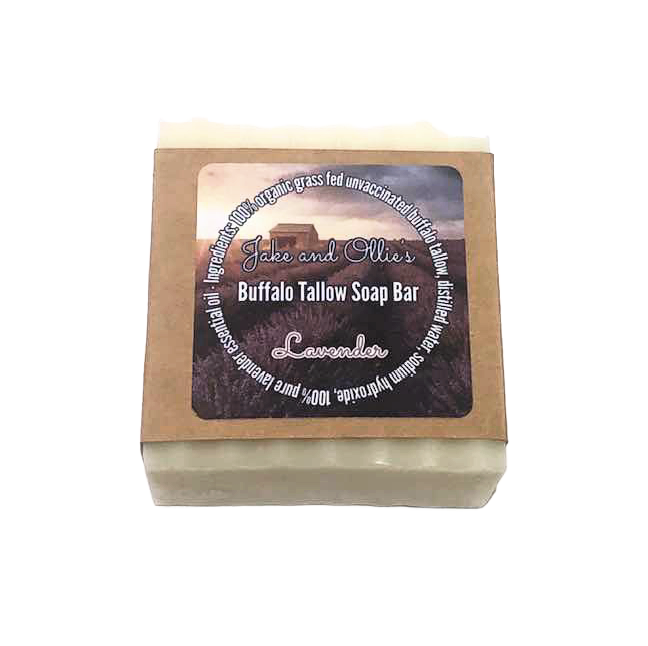 Jake and Ollie's
Buffalo Tallow Soap Bar
Lavender
Ingredients: 100% organic grass fed unvaccinated buffalo tallow, distilled water, sodium hydroxide, 100% pure lavender essential oil -